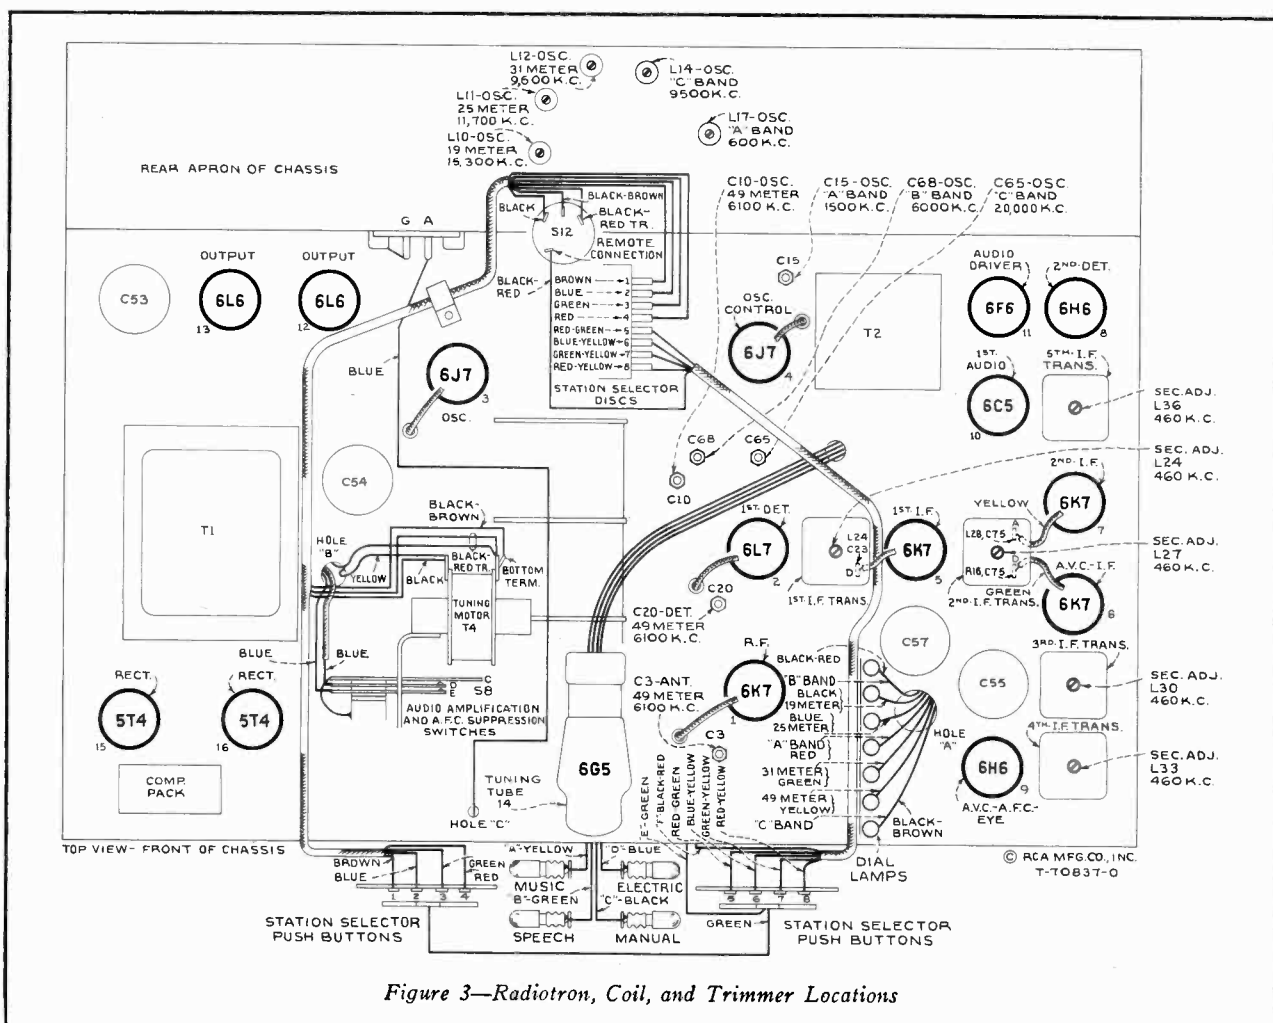 L12-OSC.
31 METER
9,600 K.C.
L14-OSC.
"C" BAND
9500 K.C.
L11-OSC.
25 METER
11,700 K.C.
L17-OSC.
"A" BAND
600 K.C.
L10-OSC.
19 METER
15,300 K.C.
REAR APRON OF CHASSIS
C10-OSC.
49 METER
6100 K.C.
C15-OSC.
"A" BAND
1500 K.C.
C68-OSC.
"B" BAND
6000 K.C.
C65-OSC.
"C" BAND
20,000 K.C.
BLACK-BROWN
BLACK
BLACK-
RED TR.
S12
G A
REMOTE
CONNECTION
OUTPUT
OUTPUT
C53
6L6
13
6L6
12
BLACK-
RED
BROWN 1
BLUE 2
GREEN 3
RED 4
RED-GREEN 5
BLUE-YELLOW 6
GREEN-YELLOW 7
RED-YELLOW 8
STATION SELECTOR
DISCS
C15
OSC.
CONTROL
6J7
4
T2
AUDIO
DRIVER
6F6
11
2ND-DET.
6H6
8
BLUE
6J7
3
OSC.
1ST.
AUDIO
6C5
10
5TH-I.F.
TRANS.
SEC. ADJ.
L36
460 K.C.
T1
C54
C68
C65
C10
SEC. ADJ.
L24
460 K.C.
BLACK-
BROWN
HOLE
"B"
YELLOW
BLACK
BLACK-
RED TR.
BOTTOM
TERM.
TUNING
MOTOR
T4
1ST. DET.
6L7
2
L24
C23
D
1ST. I.F. TRANS.
1ST. I.F.
6K7
5
YELLOW
L28, C75
R16, C75
GREEN
2ND. I.F. TRANS.
2ND. I.F.
6K7
7
SEC. ADJ.
L27
460 K.C.
A.V.C.-I.F.
6K7
6
C20
C20-DET.
49 METER
6100 K.C.
BLUE
BLUE
C
D
E
S8
AUDIO AMPLIFICATION
AND A.F.C. SUPPRESSION
SWITCHES
RECT.
5T4
15
RECT.
5T4
16
COMP.
PACK
R.F.
6K7
1
C3-ANT.
49 METER
6100 K.C.
C3
C57
C55
3RD. I.F. TRANS.
SEC. ADJ.
L30
460 K.C.
4TH. I.F. TRANS.
SEC. ADJ.
L33
460 K.C.
BLACK-RED
"B" BAND
BLACK
19 METER
BLUE
25 METER
"A" BAND
RED
31 METER
GREEN
49 METER
YELLOW
"C" BAND
HOLE
"A"
BLACK-
BROWN
6H6
9
A.V.C.-A.F.C.-
EYE
6G5
TUNING
TUBE
14
HOLE "C"
"E"-GREEN
"F"-BLACK-RED
RED-GREEN
BLUE-YELLOW
GREEN-YELLOW
RED-YELLOW
DIAL
LAMPS
TOP VIEW- FRONT OF CHASSIS
© RCA MFG. CO., INC.
T-70837-0
BROWN
BLUE
GREEN
RED
1 2 3 4
STATION SELECTOR
PUSH BUTTONS
"A"-YELLOW
"D"-BLUE
MUSIC
ELECTRIC
B"-GREEN
"C"-BLACK
SPEECH
MANUAL
5 6 7 8
GREEN
STATION SELECTOR
PUSH BUTTONS
Figure 3—Radiotron, Coil, and Trimmer Locations